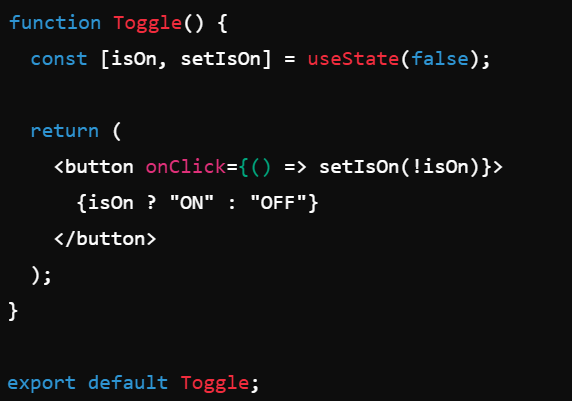 function Toggle() {
  const [isOn, setIsOn] = useState(false);

  return (
    <button onClick={() => setIsOn(!isOn)}>
      {isOn ? "ON" : "OFF"}
    </button>
  );
}

export default Toggle;